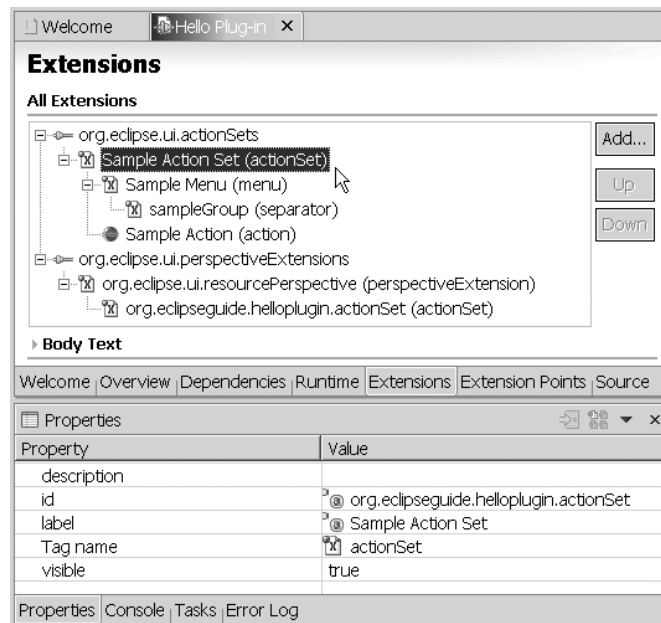 Welcome Hello Plug-in
Extensions
All Extensions
org.eclipse.ui.actionSets
Add...
Sample Action Set (actionSet)
Sample Menu (menu)
Up
sampleGroup (separator)
Down
Sample Action (action)
org.eclipse.ui.perspectiveExtensions
org.eclipse.ui.resourcePerspective (perspectiveExtension)
org.eclipseguide.helloplugin.actionSet (actionSet)
Body Text
Welcome Overview Dependencies Runtime Extensions Extension Points Source
Properties
Property Value
description
id org.eclipseguide.helloplugin.actionSet
label Sample Action Set
Tag name actionSet
visible true
Properties Console Tasks Error Log